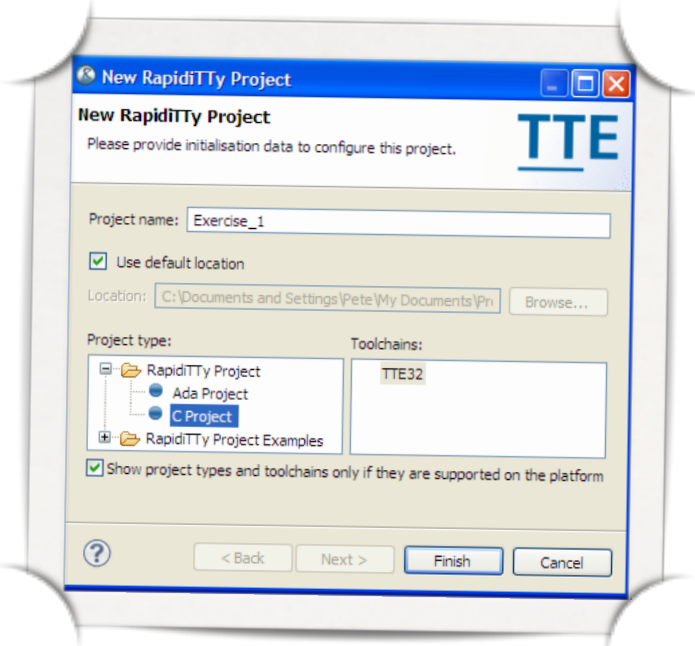 New RapidiTTy Project
New RapidiTTy Project
TTE
Please provide initialisation data to configure this project.
Project name: Exercise_1
Use default location
Location: C:\Documents and Settings\Pete\My Documents\Pr
Browse...
Project type:
Toolchains:
RapidiTTy Project
TTE32
Ada Project
C Project
RapidiTTy Project Examples
Show project types and toolchains only if they are supported on the platform
?
< Back
Next >
Finish
Cancel